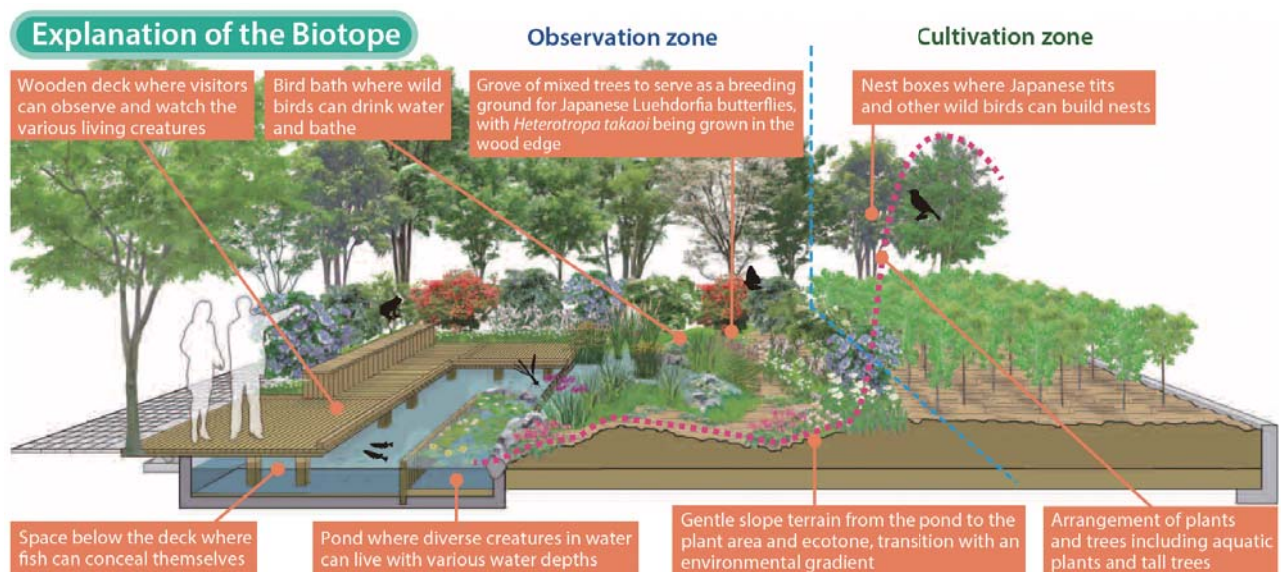 Explanation of the Biotope
Observation zone
Cultivation zone
Wooden deck where visitors
can observe and watch the
various living creatures
Bird bath where wild
birds can drink water
and bathe
Grove of mixed trees to serve as a breeding
ground for Japanese Luehdorfia butterflies,
with Heterotropa takaoi being grown in the
wood edge
Nest boxes where Japanese tits
and other wild birds can build nests
Space below the deck where
fish can conceal themselves
Pond where diverse creatures in water
can live with various water depths
Gentle slope terrain from the pond to the
plant area and ecotone, transition with an
environmental gradient
Arrangement of plants
and trees including aquatic
plants and tall trees